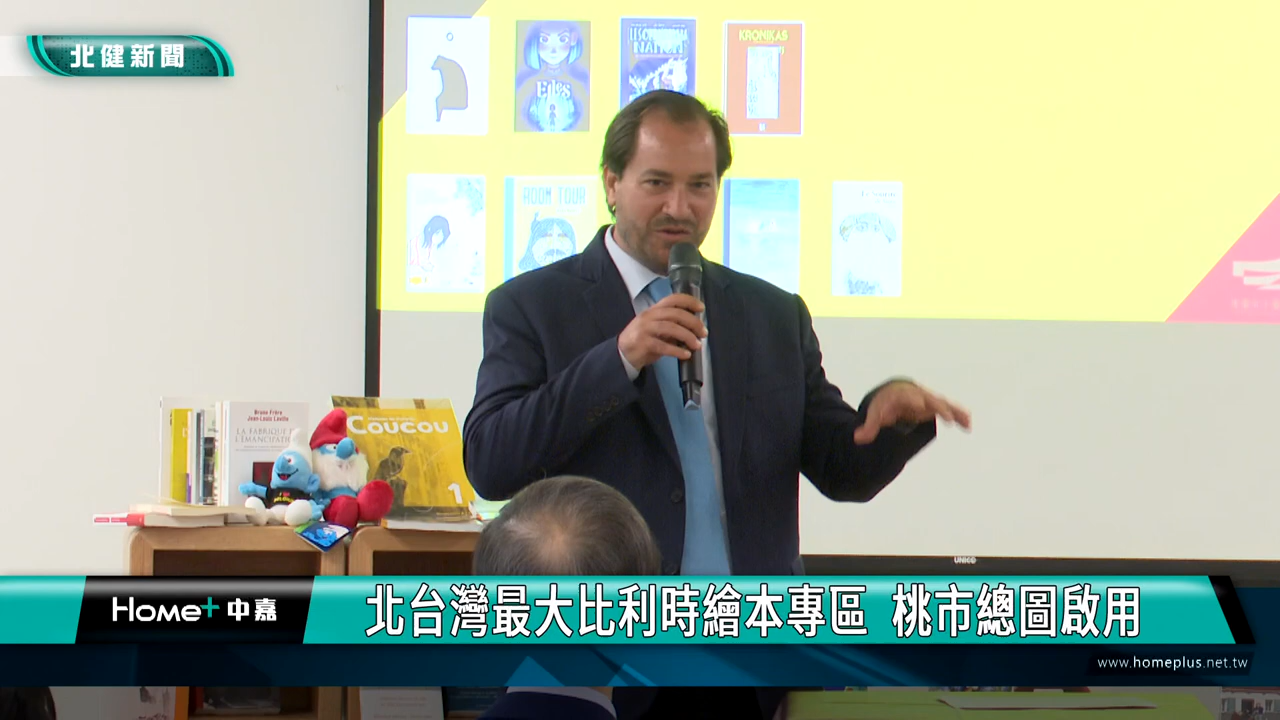 北健新聞
KRONIKAS
Eles
ROOM TOUR
Bruno Frère
Jean-Louis Laville
LA FABRIQUE DE
L'ÉMANCIPATION
Coucou
1
UNICO
Home+ 中嘉
北台灣最大比利時繪本專區 桃市總圖啟用
www.homeplus.net.tw